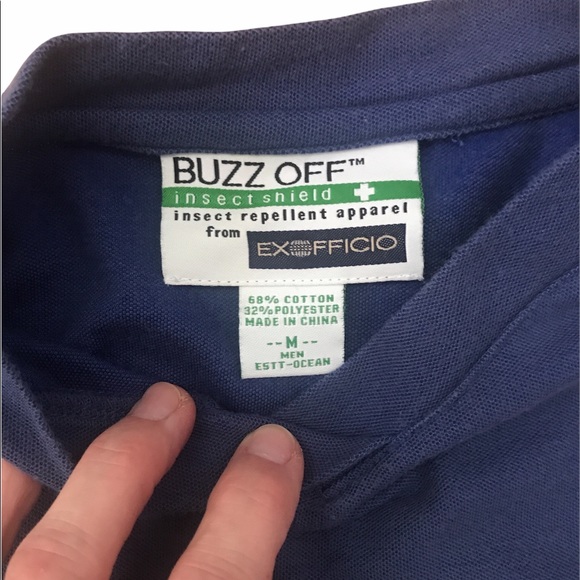 BUZZ OFF™
insect shield
insect repellent apparel
from EXOFFICIO
68% COTTON
32% POLYESTER
MADE IN CHINA
-- M --
MEN
ESTT-OCEAN